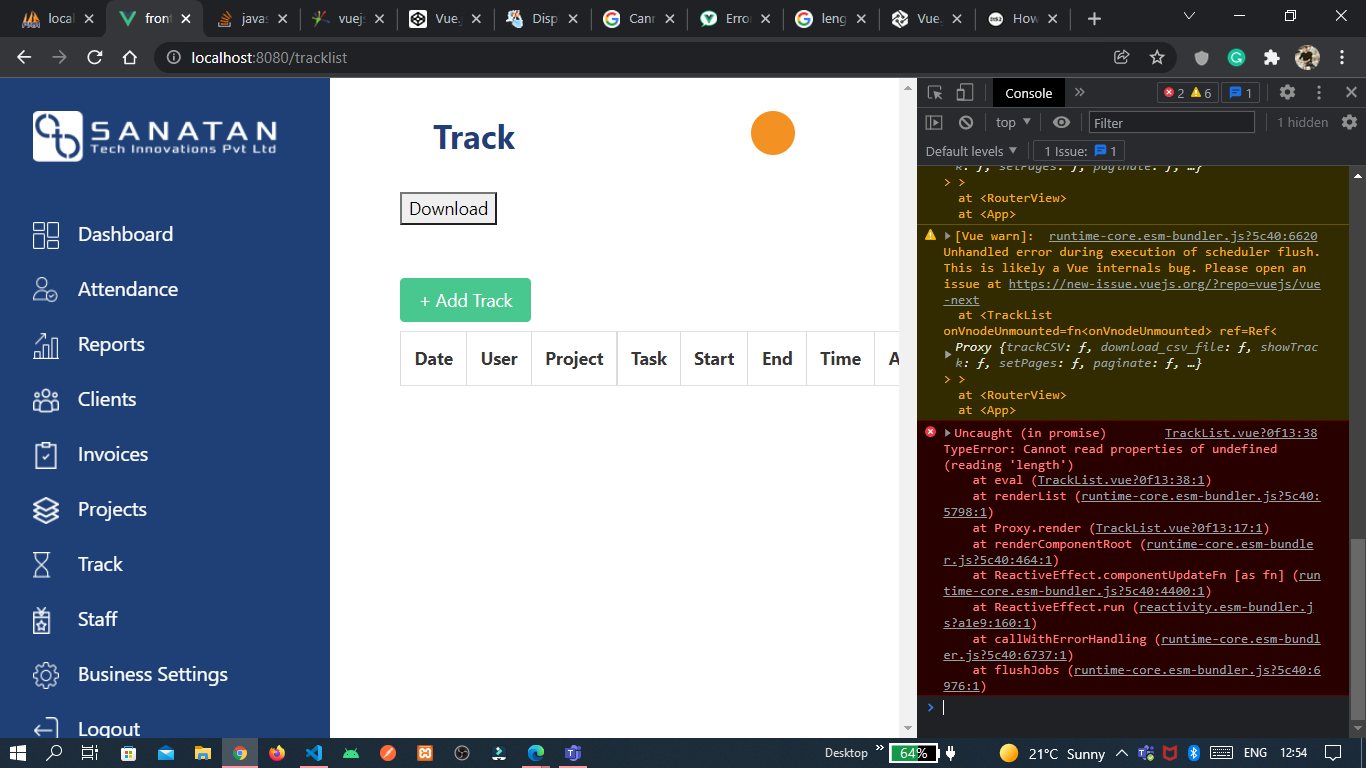 local
front
javas
vuejs
Vue.
Disp
Cann
Erro
leng
Vue.
How
localhost:8080/tracklist
SANATAN
Tech Innovations Pvt Ltd
Dashboard
Attendance
Reports
Clients
Invoices
Projects
Track
Staff
Business Settings
Logout
Track
Download
+ Add Track
Date User Project Task Start End Time A
Console » 2 6 1
top Filter 1 hidden
Default levels 1 Issue: 1
k: ƒ, setPages: ƒ, paginate: ƒ, …}
> >
at <RouterView>
at <App>
[Vue warn]: runtime-core.esm-bundler.js?5c40:6620
Unhandled error during execution of scheduler flush.
This is likely a Vue internals bug. Please open an
issue at https://new-issue.vuejs.org/?repo=vuejs/vue
-next
at <TrackList
onVnodeUnmounted=fn<onVnodeUnmounted> ref=Ref<
Proxy {trackCSV: ƒ, download_csv_file: ƒ, showTrac
k: ƒ, setPages: ƒ, paginate: ƒ, …}
> >
at <RouterView>
at <App>
Uncaught (in promise) TrackList.vue?0f13:38
TypeError: Cannot read properties of undefined
(reading 'length')
at eval (TrackList.vue?0f13:38:1)
at renderList (runtime-core.esm-bundler.js?5c40:
5798:1)
at Proxy.render (TrackList.vue?0f13:17:1)
at renderComponentRoot (runtime-core.esm-bundle
r.js?5c40:464:1)
at ReactiveEffect.componentUpdateFn [as fn] (run
time-core.esm-bundler.js?5c40:4400:1)
at ReactiveEffect.run (reactivity.esm-bundler.j
s?a1e9:160:1)
at callWithErrorHandling (runtime-core.esm-bundl
er.js?5c40:6737:1)
at flushJobs (runtime-core.esm-bundler.js?5c40:6
976:1)
>
Desktop » 64% 21°C Sunny ENG 12:54